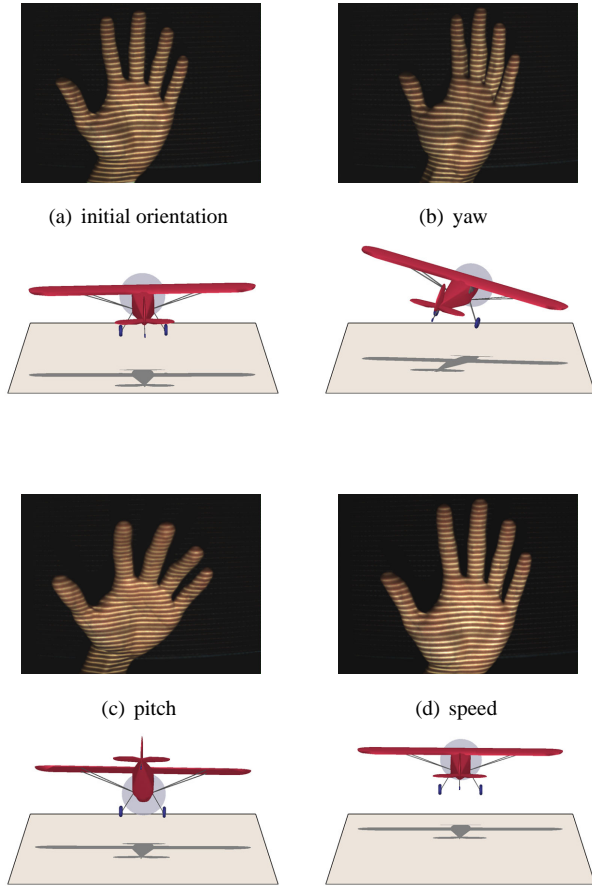 (a) initial orientation
(b) yaw
(c) pitch
(d) speed